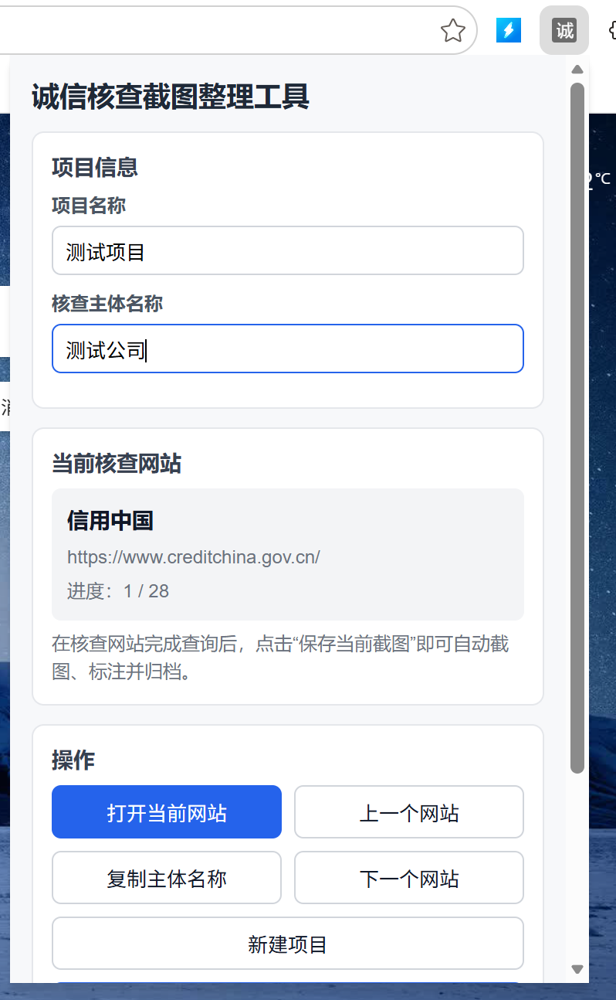 诚
诚信核查截图整理工具
℃
项目信息
项目名称
测试项目
核查主体名称
测试公司
当前核查网站
信用中国
https://www.creditchina.gov.cn/
进度：1 / 28
在核查网站完成查询后，点击“保存当前截图”即可自动截
图、标注并归档。
操作
打开当前网站
上一个网站
复制主体名称
下一个网站
新建项目